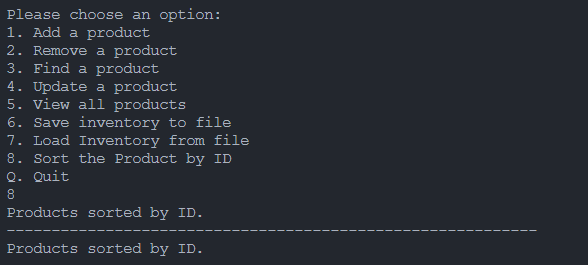 Please choose an option:
1. Add a product
2. Remove a product
3. Find a product
4. Update a product
5. View all products
6. Save inventory to file
7. Load Inventory from file
8. Sort the Product by ID
Q. Quit
8
Products sorted by ID.
-----------------------------------------------------------
Products sorted by ID.